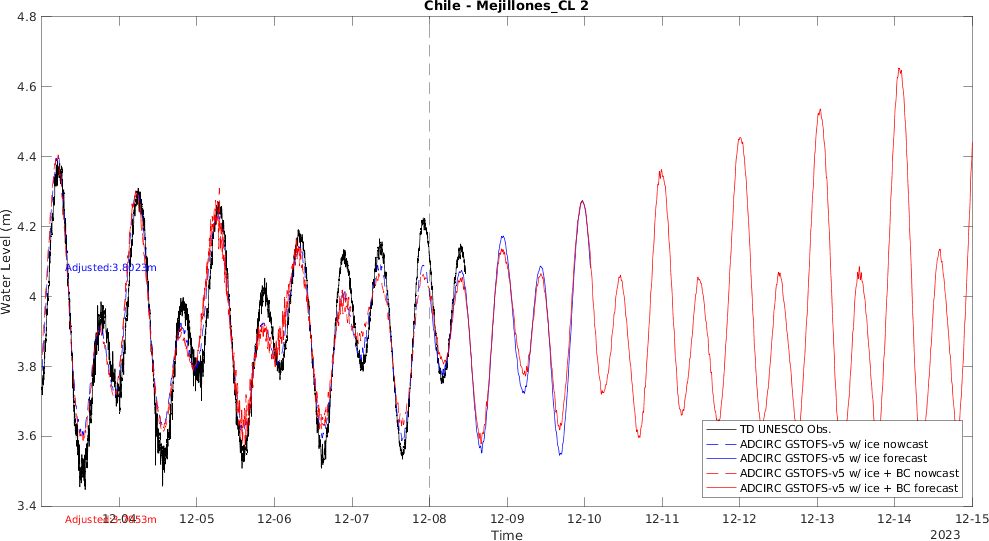 Chile - Mejillones_CL 2
4.8
4.6
4.4
4.2
4
3.8
3.6
3.4
Water Level (m)
Adjusted:3.8023m
TD UNESCO Obs.
ADCIRC GSTOFS-v5 w/ ice nowcast
ADCIRC GSTOFS-v5 w/ ice forecast
ADCIRC GSTOFS-v5 w/ ice + BC nowcast
ADCIRC GSTOFS-v5 w/ ice + BC forecast
12-04
12-05
12-06
12-07
12-08
12-09
12-10
12-11
12-12
12-13
12-14
12-15
Time
2023